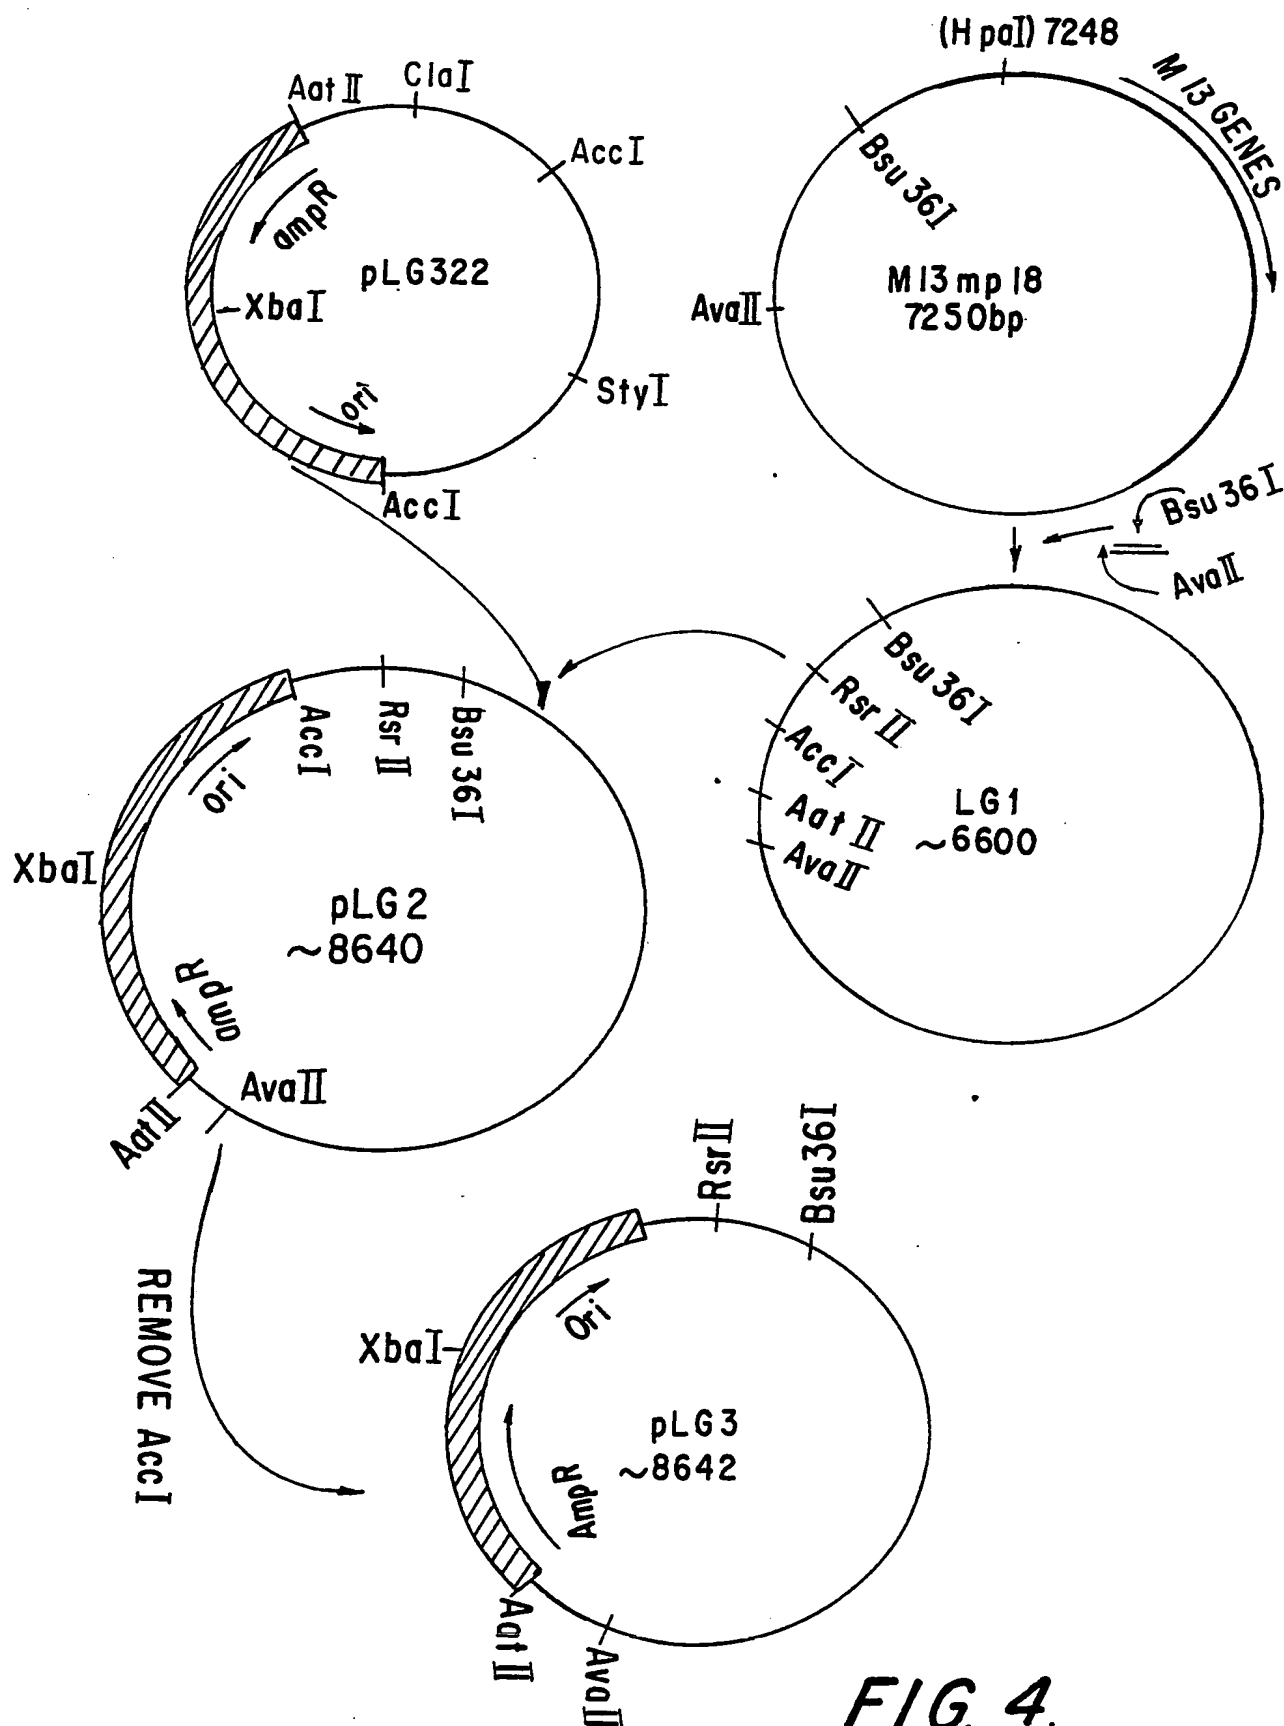 (HpaI) 7248
M13 GENES
AatII
ClaI
AccI
Bsu36I
ampR
pLG322
XbaI
M13mp18
7250bp
AvaII
StyI
ori
AccI
Bsu36I
AvaII
Bsu36I
RsrII
AccI
AatII
AvaII
LG1
~6600
AccI
RsrII
Bsu36I
ori
XbaI
pLG2
~8640
ampR
AvaII
AatII
REMOVE AccI
RsrII
Bsu36I
Ori
XbaI
pLG3
~8642
AmpR
AatII
AvaII
FIG. 4.